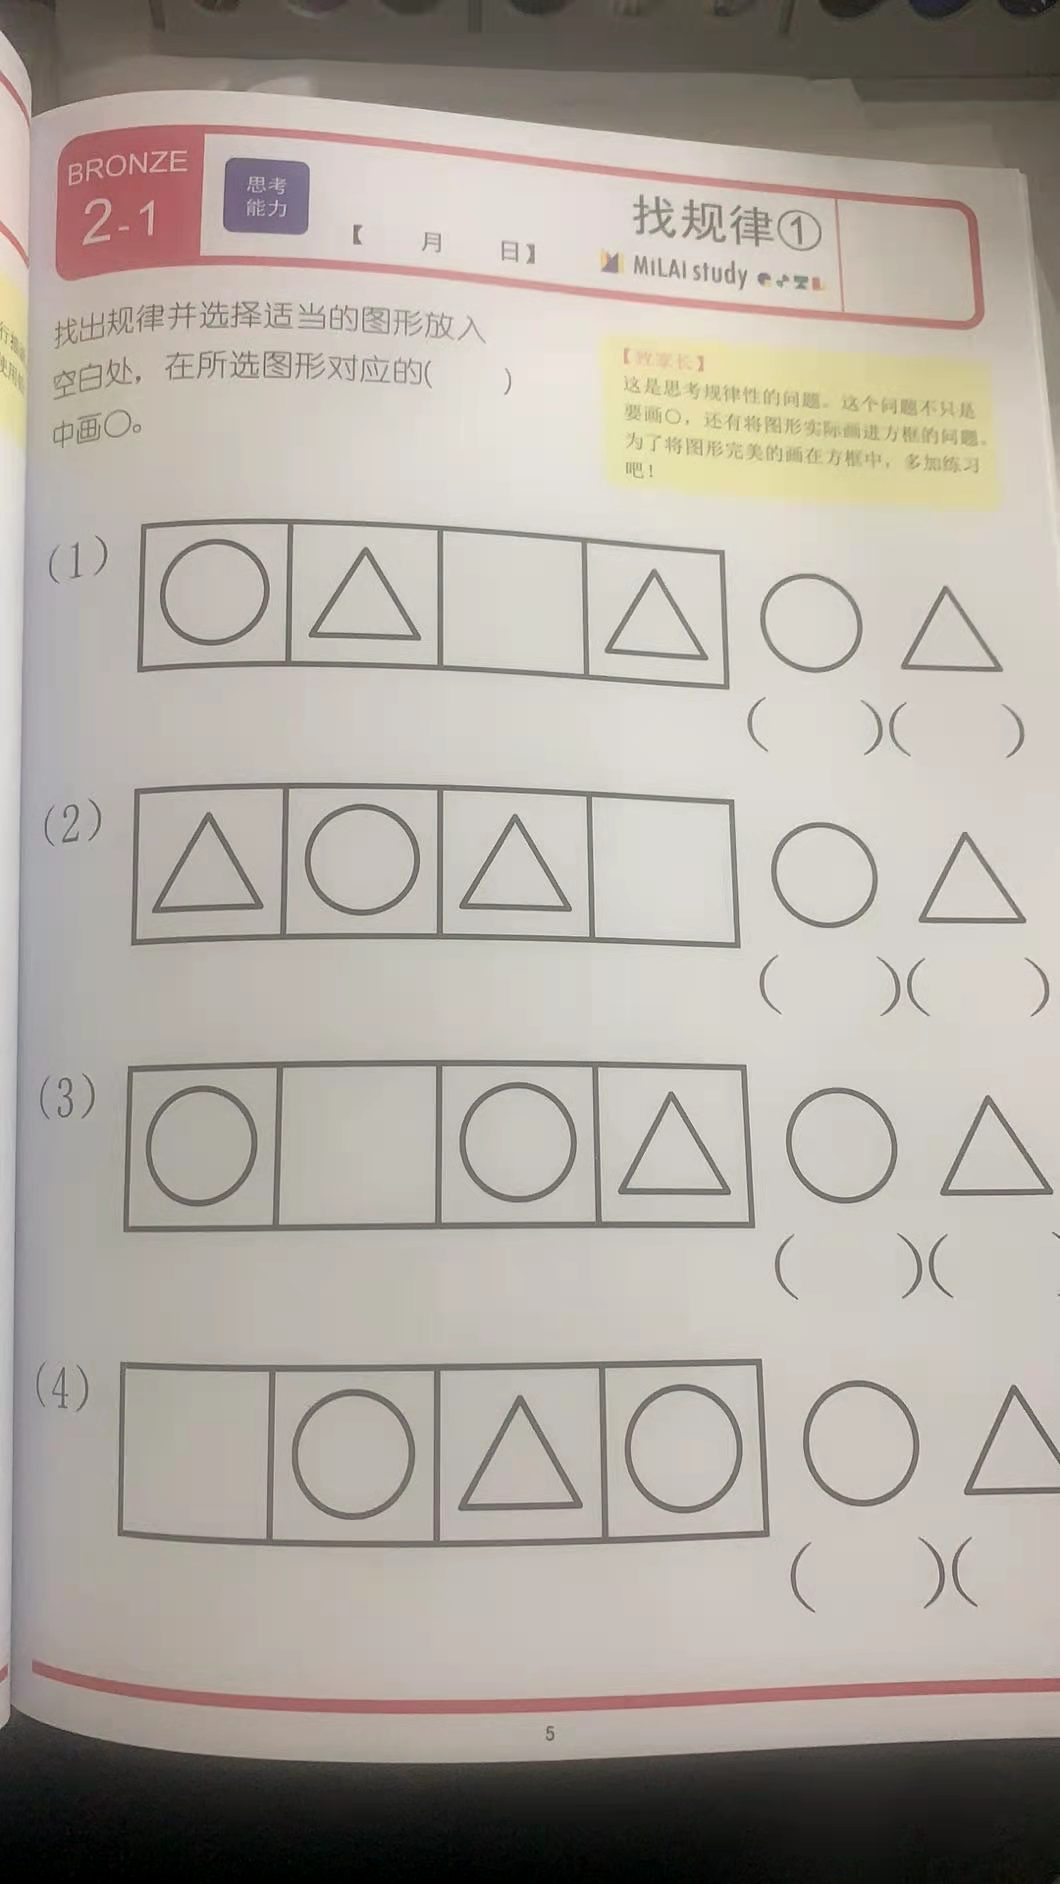 BRONZE
2-1
思考
能力
【 月 日】
找规律①
MiLAI study
找出规律并选择适当的图形放入
空白处，在所选图形对应的( )
中画○。
【致家长】
这是思考规律性的问题。这个问题不只是
要画○，还有将图形实际画进方框的问题。
为了将图形完美的画在方框中，多加练习
吧！
(1)
( )( )
(2)
( )( )
(3)
( )( )
(4)
( )(
5